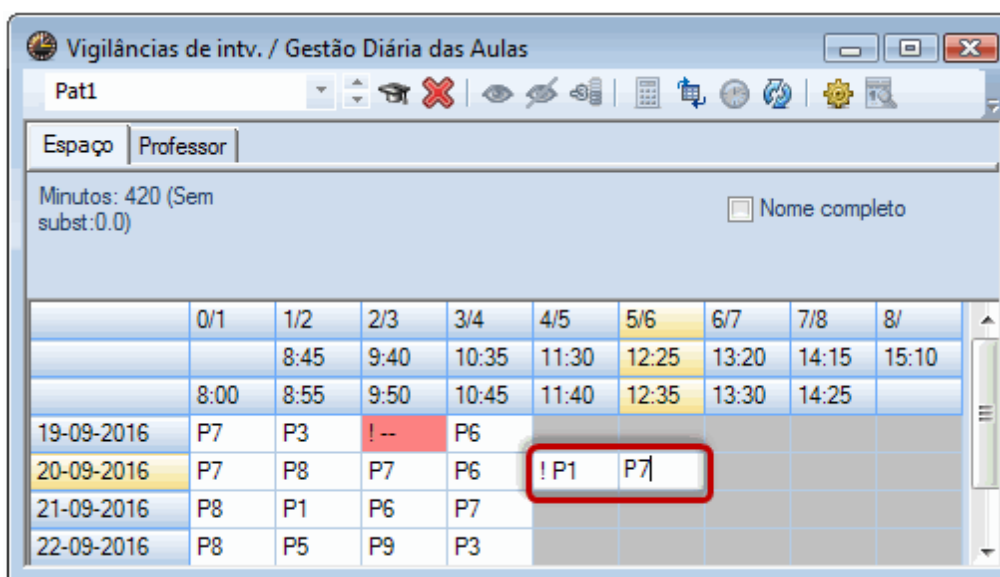 Vigilâncias de intv. / Gestão Diária das Aulas
Pat1
Espaço Professor
Minutos: 420 (Sem
subst:0.0)
Nome completo
0/1 1/2 2/3 3/4 4/5 5/6 6/7 7/8 8/
8:45 9:40 10:35 11:30 12:25 13:20 14:15 15:10
8:00 8:55 9:50 10:45 11:40 12:35 13:30 14:25
19-09-2016 P7 P3 ! -- P6
20-09-2016 P7 P8 P7 P6 ! P1 P7
21-09-2016 P8 P1 P6 P7
22-09-2016 P8 P5 P9 P3